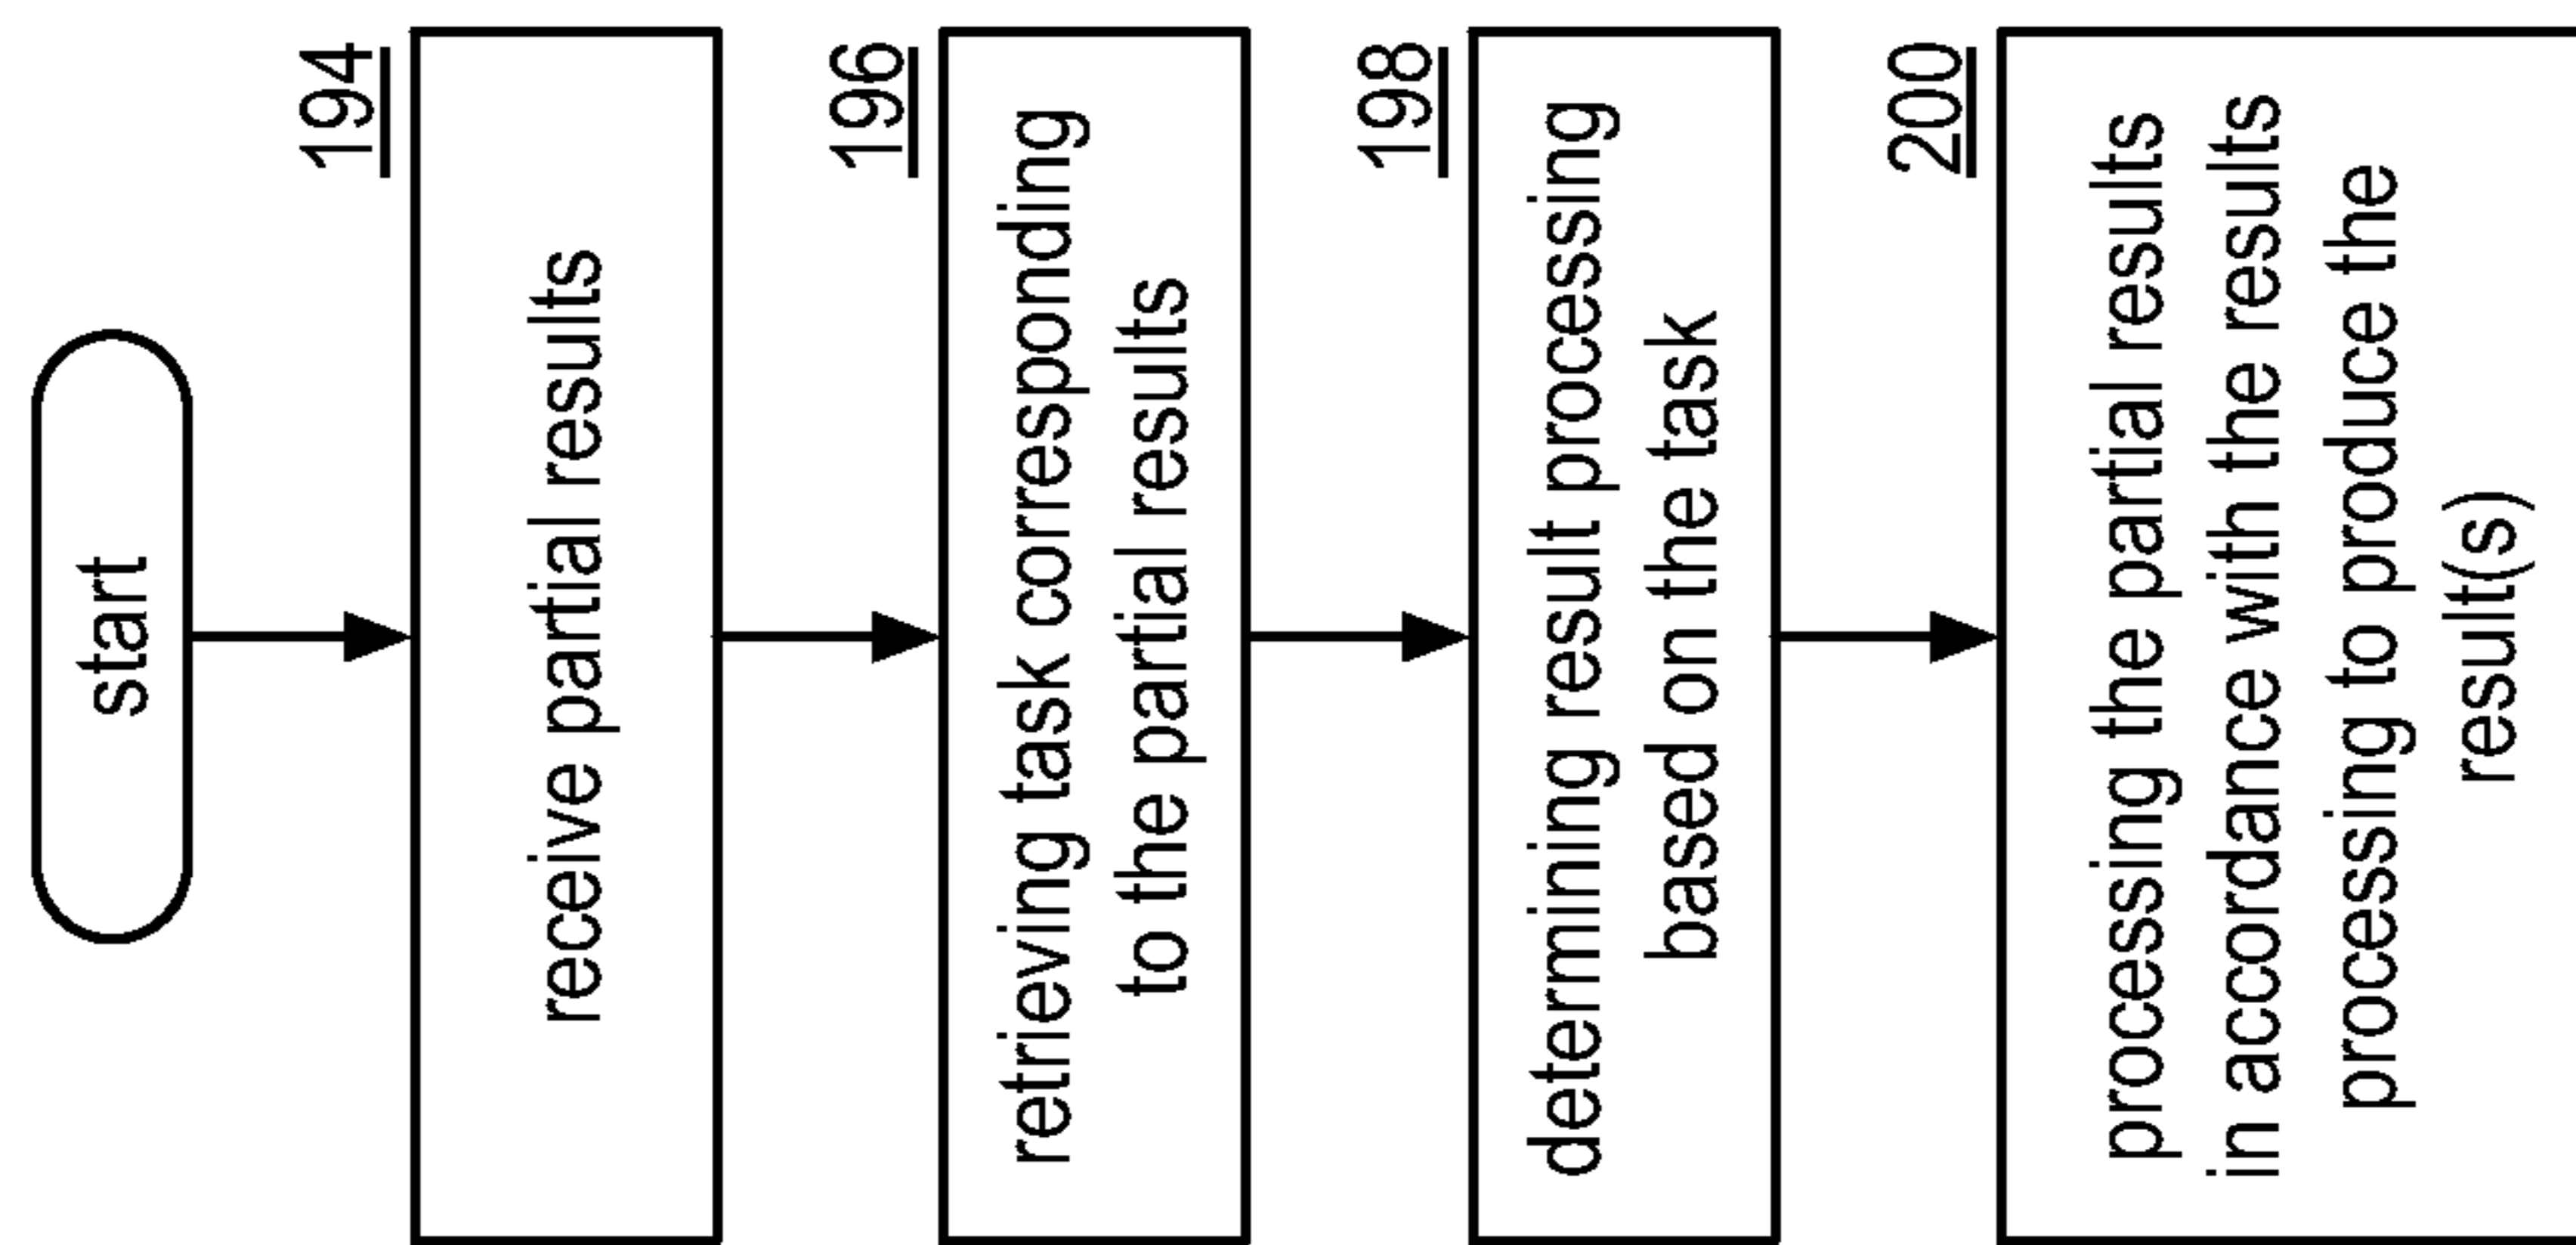 start
194
receive partial results
196
retrieving task corresponding
to the partial results
198
determining result processing
based on the task
200
processing the partial results
in accordance with the results
processing to produce the
result(s)